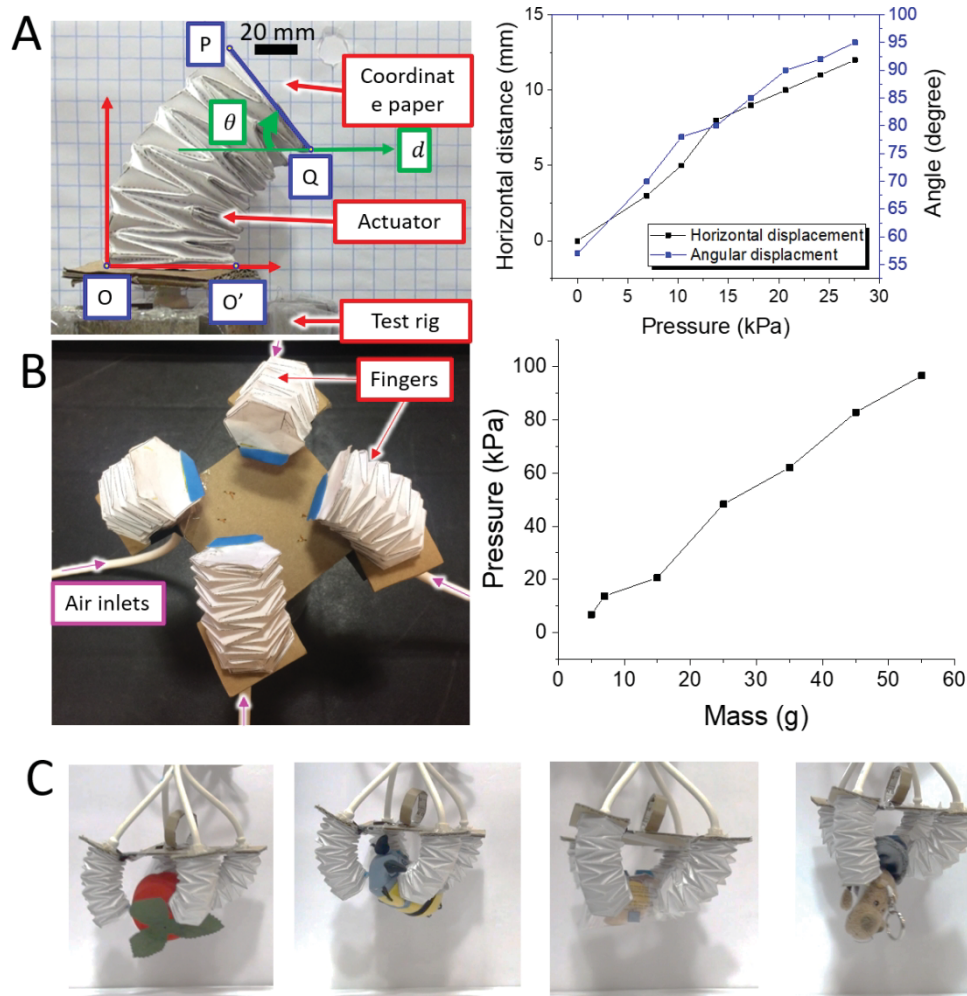 A
P
20 mm
Coordinat
e paper
θ
d
Q
Actuator
O
O’
Test rig
15
10
5
0
Horizontal distance (mm)
100
95
90
85
80
75
70
65
60
55
Angle (degree)
Horizontal displacement
Angular displacment
0
5
10
15
20
25
30
Pressure (kPa)
B
Fingers
Air inlets
100
80
60
40
20
0
Pressure (kPa)
0
10
20
30
40
50
60
Mass (g)
C